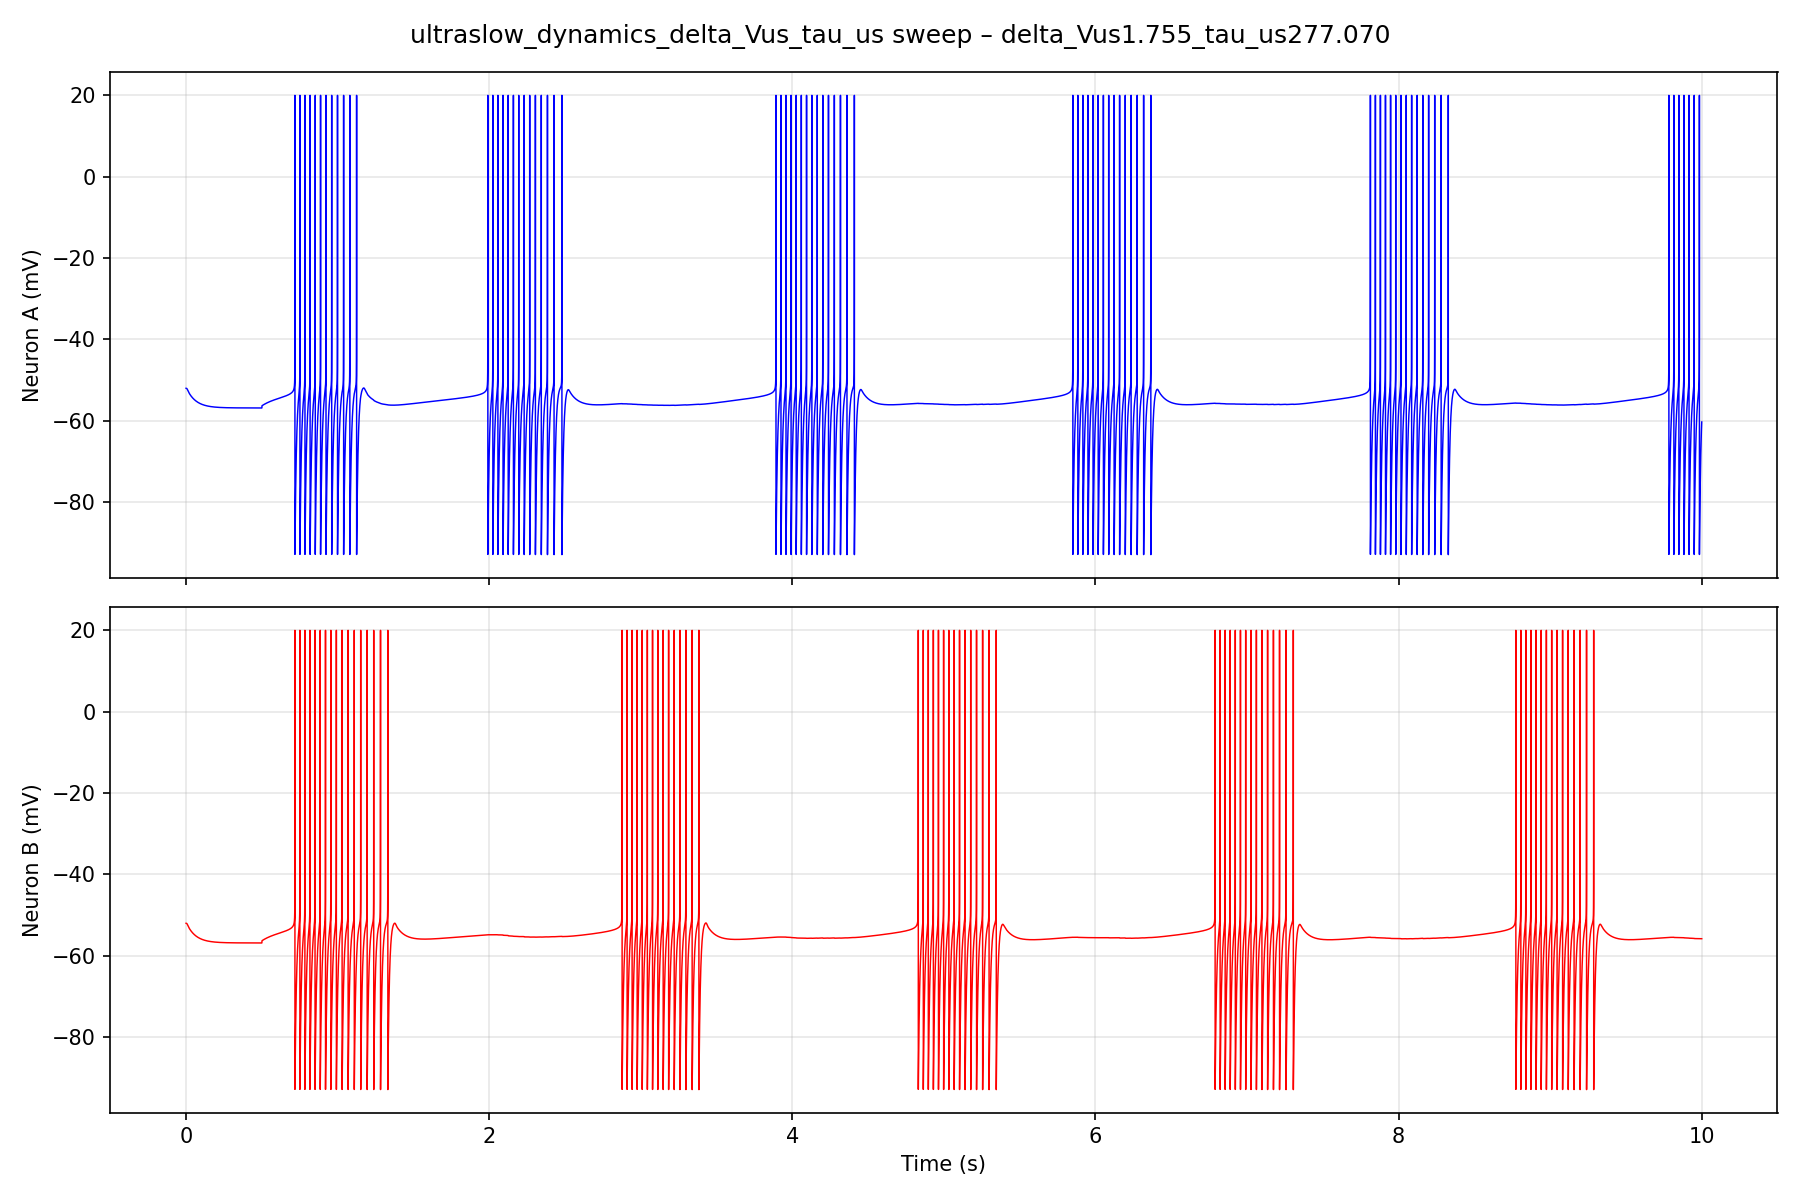 ultraslow_dynamics_delta_Vus_tau_us sweep – delta_Vus1.755_tau_us277.070
20
0
−20
−40
−60
−80
Neuron A (mV)
20
0
−20
−40
−60
−80
Neuron B (mV)
0 2 4 6 8 10
Time (s)